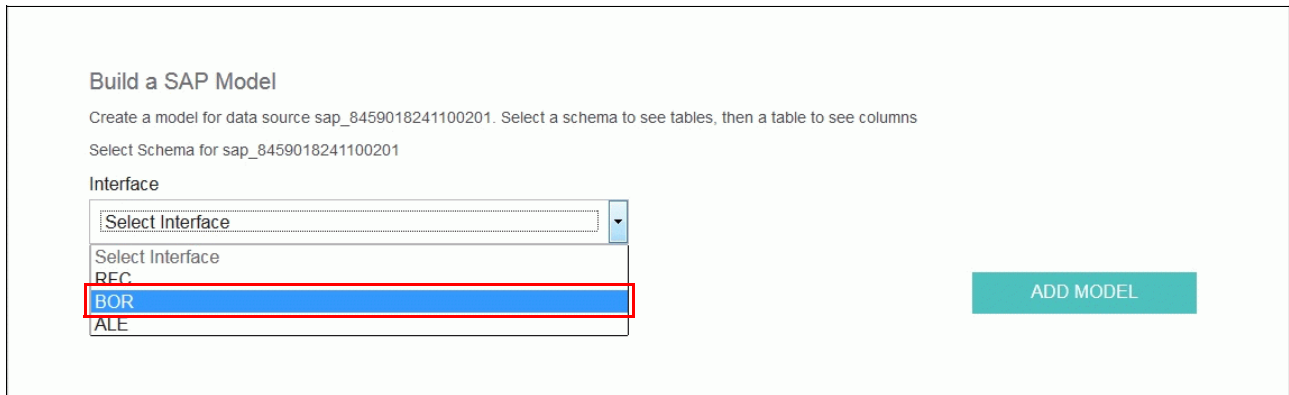 Build a SAP Model
Create a model for data source sap_8459018241100201. Select a schema to see tables, then a table to see columns
Select Schema for sap_8459018241100201
Interface
Select Interface
Select Interface
RFC
BOR
ALE
ADD MODEL